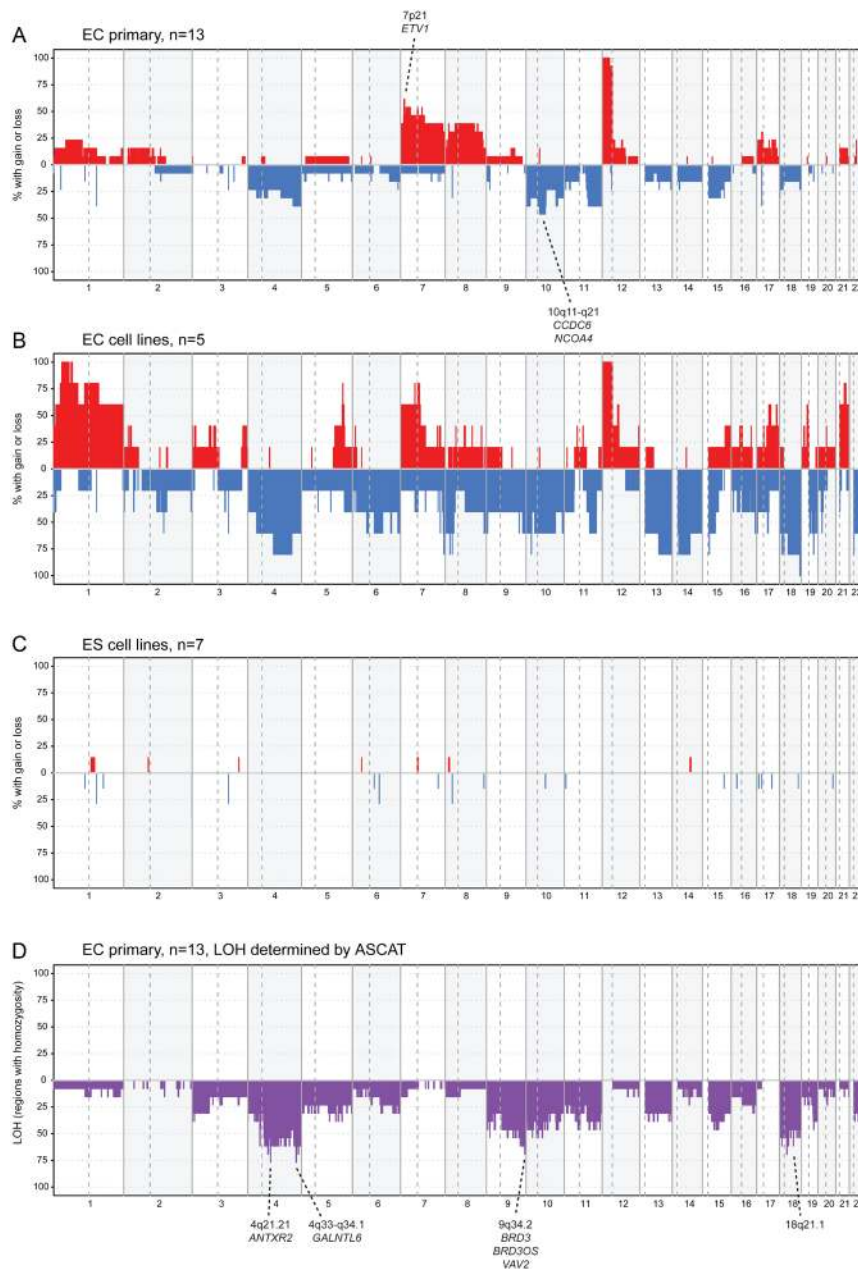 A EC primary, n=13
7p21
ETV1
100
75
50
25
0
25
50
75
100
% with gain or loss
1 2 3 4 5 6 7 8 9 10 11 12 13 14 15 16 17 18 19 20 21 2
10q11-q21
CCDC6
NCOA4
B EC cell lines, n=5
100
75
50
25
0
25
50
75
100
% with gain or loss
1 2 3 4 5 6 7 8 9 10 11 12 13 14 15 16 17 18 19 20 21 2
C ES cell lines, n=7
100
75
50
25
0
25
50
75
100
% with gain or loss
1 2 3 4 5 6 7 8 9 10 11 12 13 14 15 16 17 18 19 20 21 2
D EC primary, n=13, LOH determined by ASCAT
100
75
50
25
0
25
50
75
100
LOH (regions with homozygosity)
1 2 3 4 5 6 7 8 9 10 11 12 13 14 15 16 17 18 19 20 21 2
4q21.21
ANTXR2
4q33-q34.1
GALNTL6
9q34.2
BRD3
BRD3OS
VAV2
18q21.1